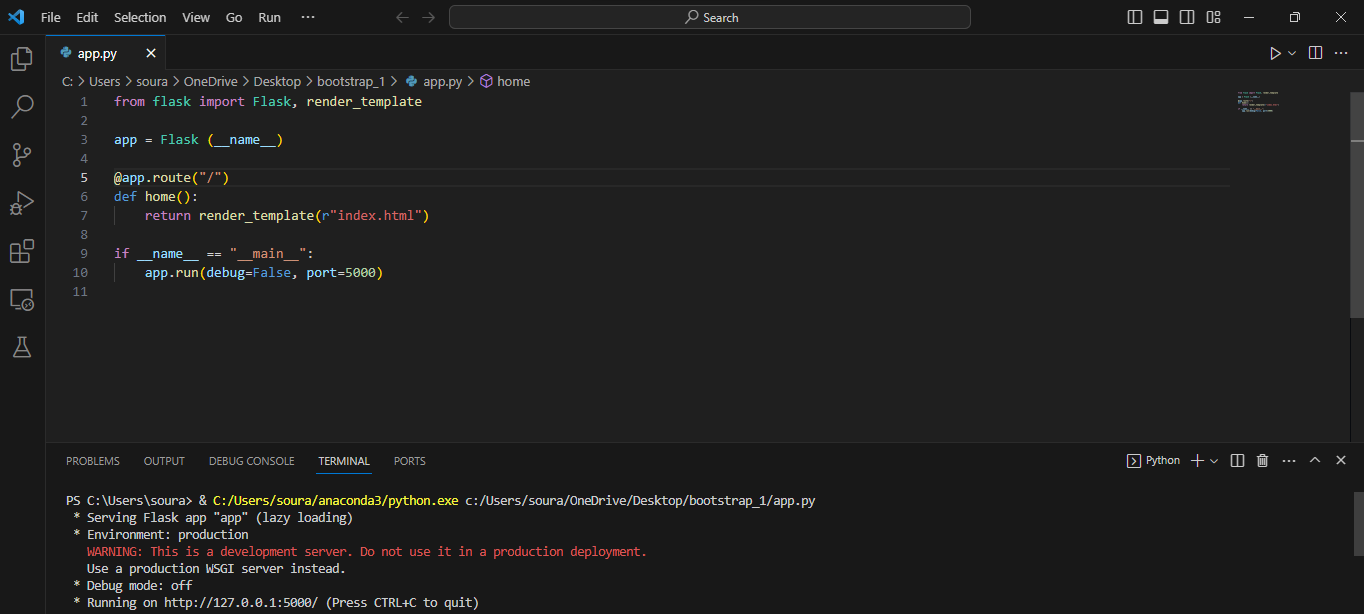 File Edit Selection View Go Run ···
Search
app.py
C: > Users > soura > OneDrive > Desktop > bootstrap_1 > app.py > home
1 from flask import Flask, render_template
2
3 app = Flask (__name__)
4
5 @app.route("/")
6 def home():
7 return render_template(r"index.html")
8
9 if __name__ == "__main__":
10 app.run(debug=False, port=5000)
11
PROBLEMS OUTPUT DEBUG CONSOLE TERMINAL PORTS
Python
PS C:\Users\soura> & C:/Users/soura/anaconda3/python.exe c:/Users/soura/OneDrive/Desktop/bootstrap_1/app.py
* Serving Flask app "app" (lazy loading)
* Environment: production
WARNING: This is a development server. Do not use it in a production deployment.
Use a production WSGI server instead.
* Debug mode: off
* Running on http://127.0.0.1:5000/ (Press CTRL+C to quit)